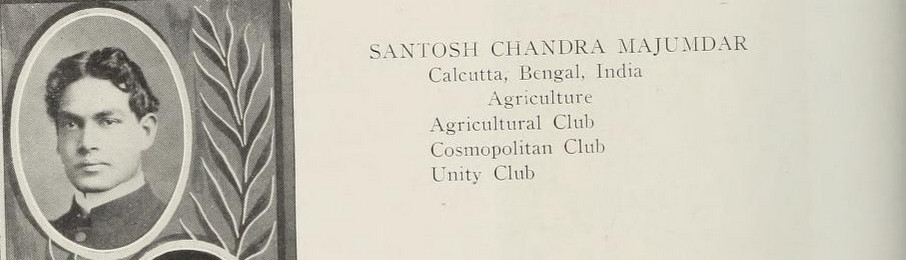 SANTOSH CHANDRA MAJUMDAR
Calcutta, Bengal, India
Agriculture
Agricultural Club
Cosmopolitan Club
Unity Club